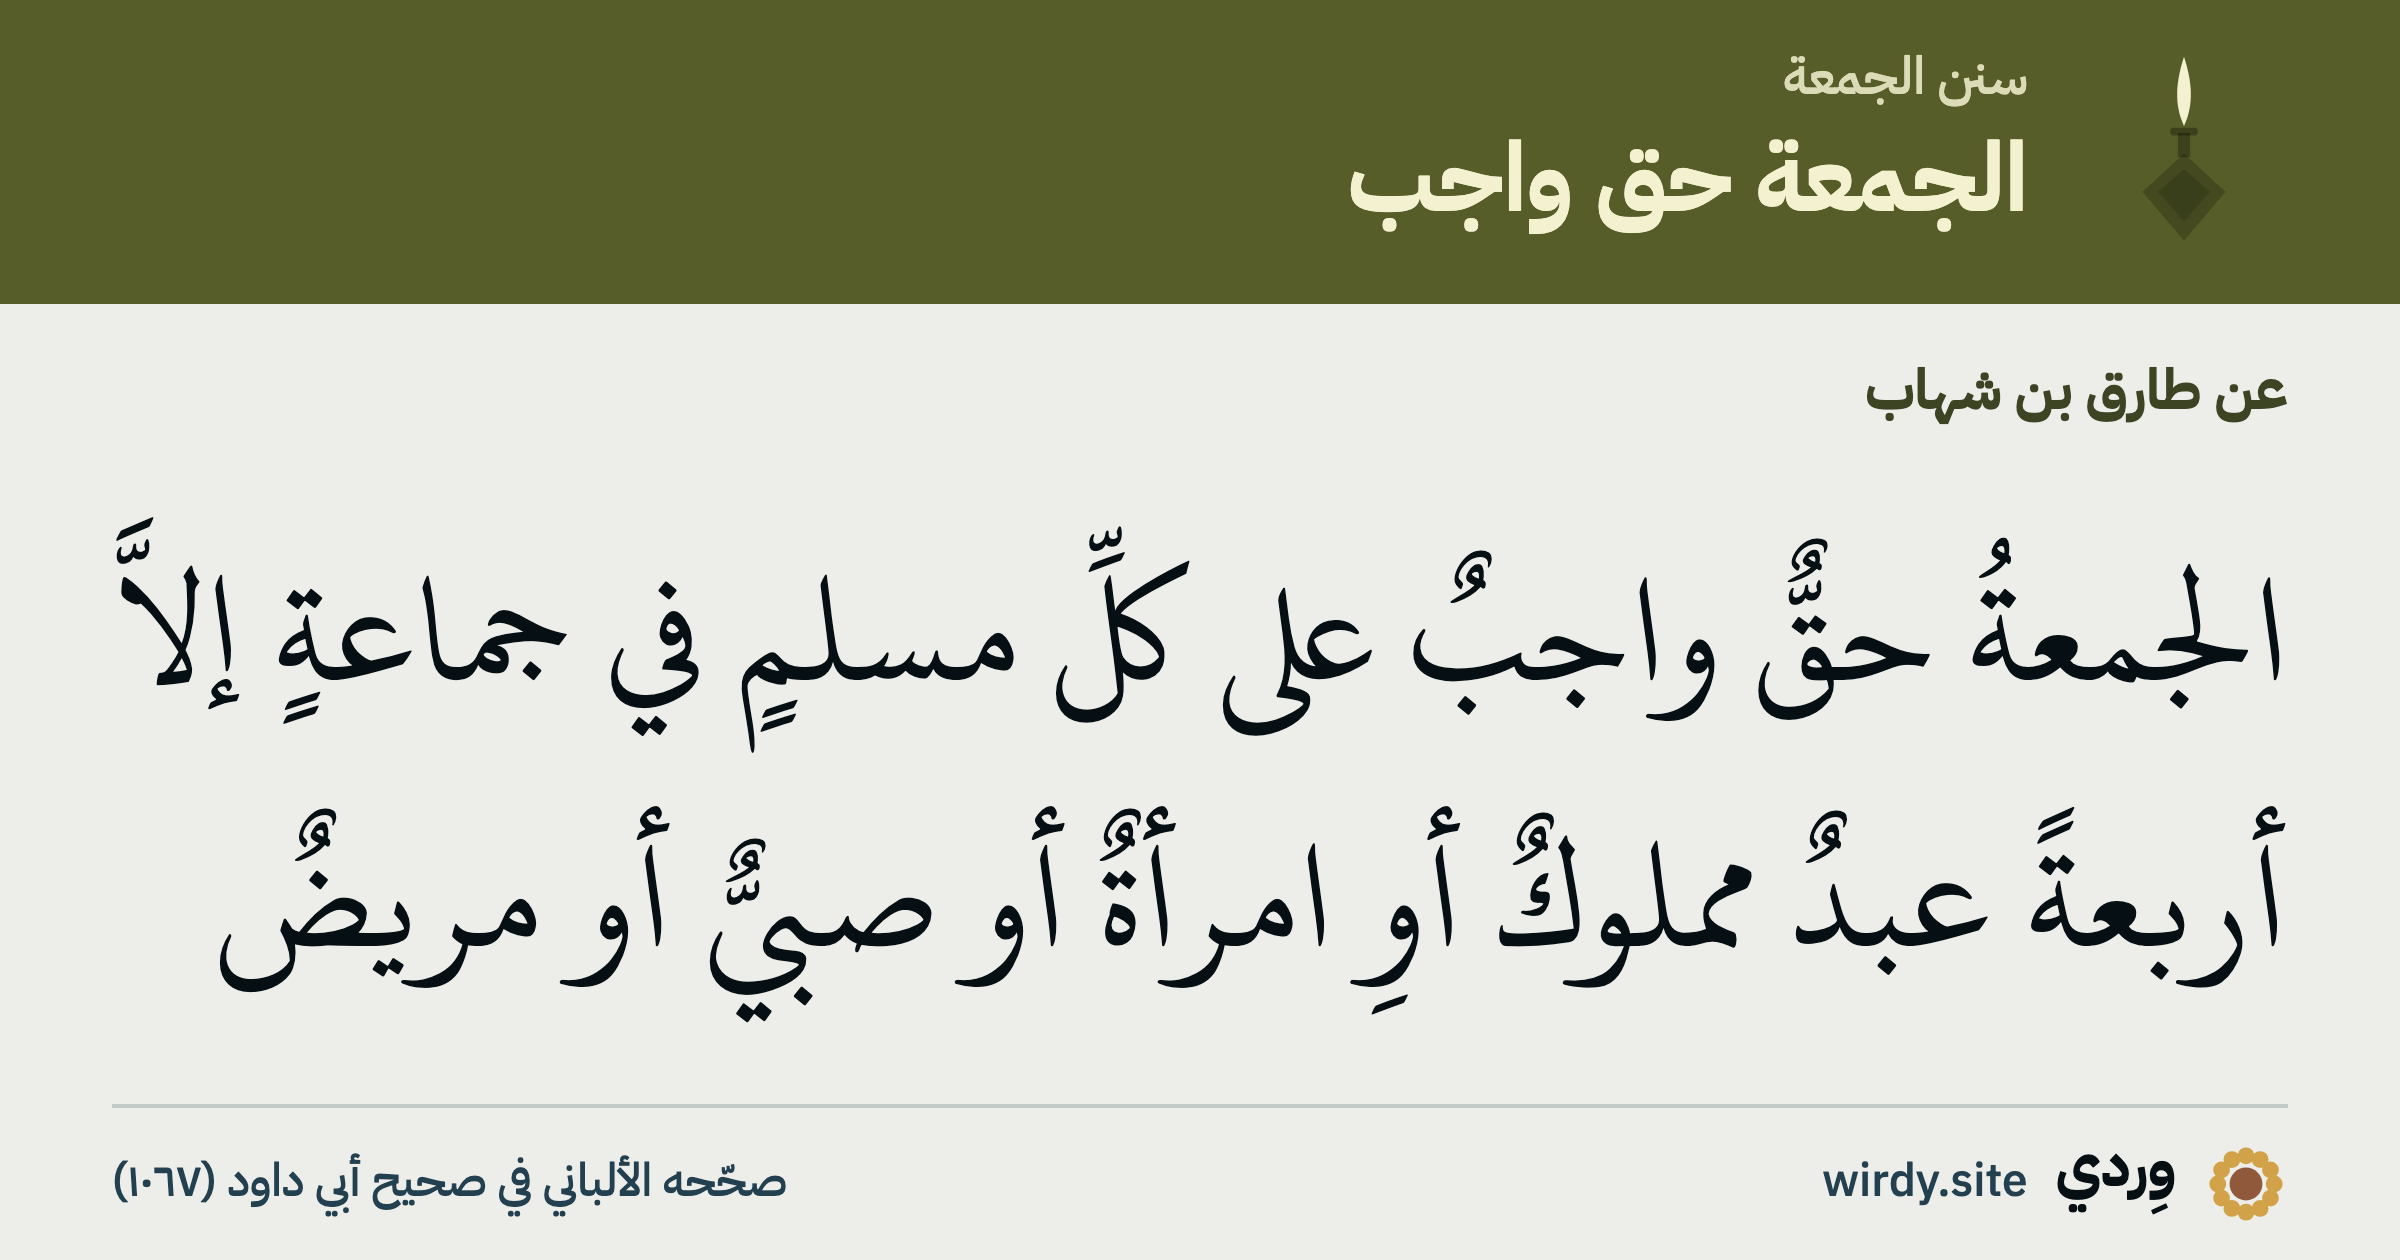 سنن الجمعة
الجمعة حق واجب
عن طارق بن شهاب
الجمعةُ حقٌّ واجبٌ على كلِّ مسلمٍ في جماعةٍ إلاَّ
أربعةً عبدٌ مملوكٌ أوِ امرأةٌ أو صبيٌّ أو مريضٌ
وِردي wirdy.site
صحّحه الألباني في صحيح أبي داود (١٠٦٧)